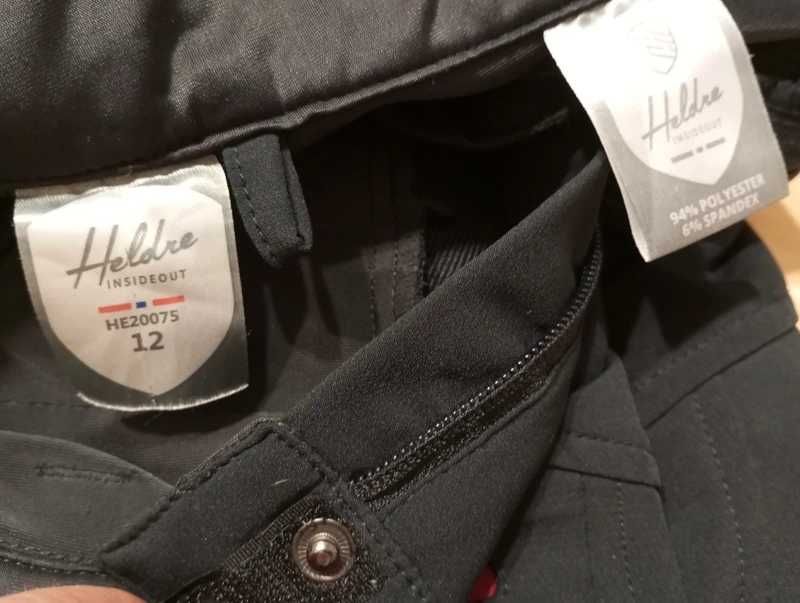 Heldre
INSIDEOUT
HE20075
12
Heldre
INSIDEOUT
94% POLYESTER
6% SPANDEX